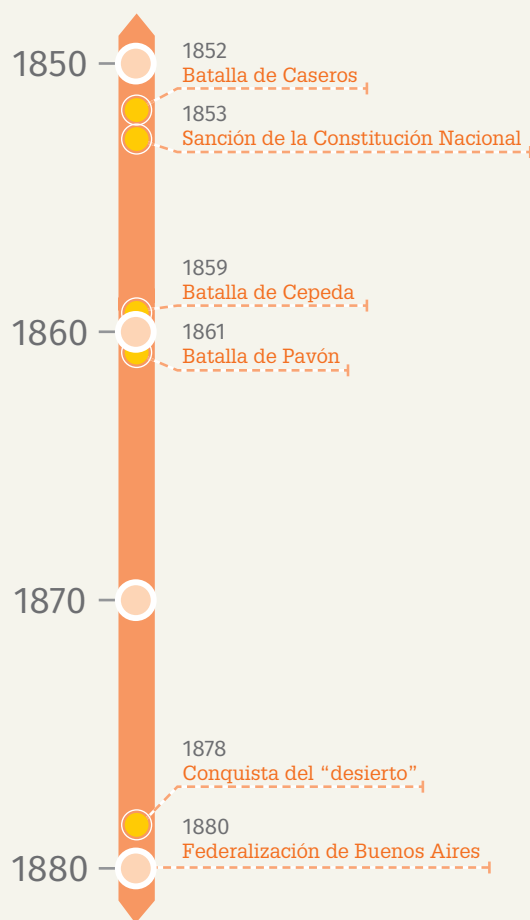 1850
1852
Batalla de Caseros
1853
Sanción de la Constitución Nacional
1859
Batalla de Cepeda
1860
1861
Batalla de Pavón
1870
1878
Conquista del “desierto”
1880
Federalización de Buenos Aires
1880